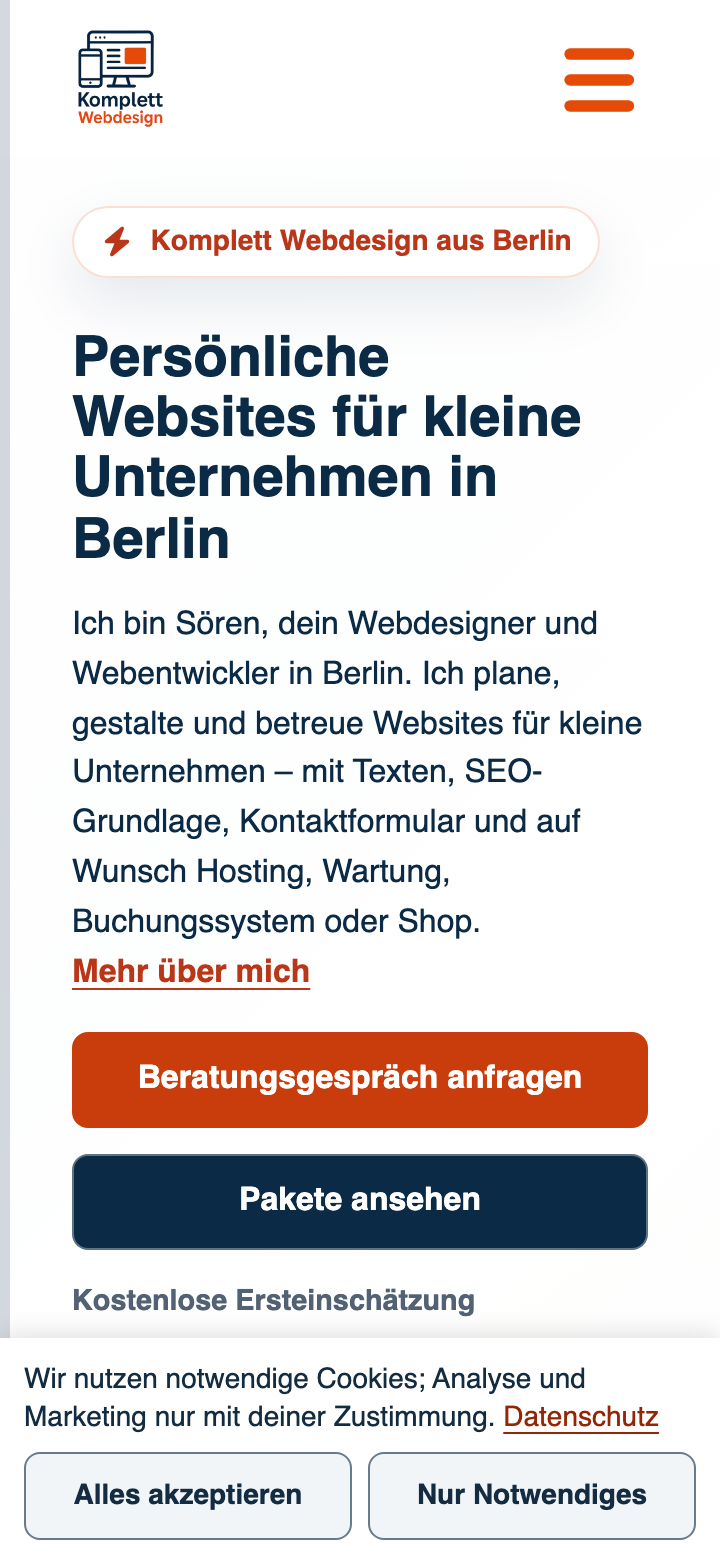 Komplett
Webdesign
Komplett Webdesign aus Berlin
Persönliche
Websites für kleine
Unternehmen in
Berlin
Ich bin Sören, dein Webdesigner und
Webentwickler in Berlin. Ich plane,
gestalte und betreue Websites für kleine
Unternehmen – mit Texten, SEO-
Grundlage, Kontaktformular und auf
Wunsch Hosting, Wartung,
Buchungssystem oder Shop.
Mehr über mich
Beratungsgespräch anfragen
Pakete ansehen
Kostenlose Ersteinschätzung
Wir nutzen notwendige Cookies; Analyse und
Marketing nur mit deiner Zustimmung. Datenschutz
Alles akzeptieren
Nur Notwendiges